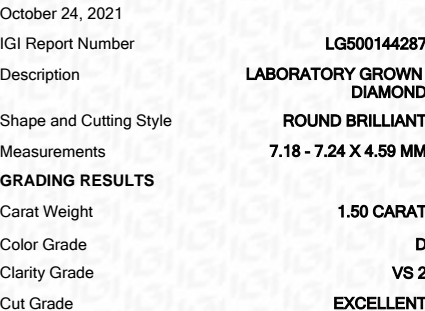 October 24, 2021
IGI Report Number LG500144287
Description LABORATORY GROWN
DIAMOND
Shape and Cutting Style ROUND BRILLIANT
Measurements 7.18 - 7.24 X 4.59 MM
GRADING RESULTS
Carat Weight 1.50 CARAT
Color Grade D
Clarity Grade VS 2
Cut Grade EXCELLENT